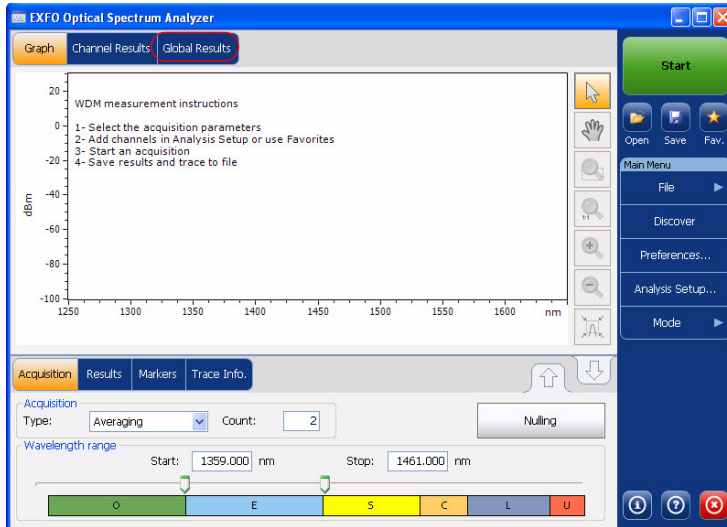 EXFO Optical Spectrum Analyzer
Graph Channel Results Global Results
Start
Open Save Fav.
Main Menu
File
Discover
Preferences...
Analysis Setup...
Mode
WDM measurement instructions
1- Select the acquisition parameters
2- Add channels in Analysis Setup or use Favorites
3- Start an acquisition
4- Save results and trace to file
dBm
20
0
-20
-40
-60
-80
-100
1250 1300 1350 1400 1450 1500 1550 1600 nm
1:1
A
Acquisition Results Markers Trace Info.
Acquisition
Type: Averaging Count: 2
Nulling
Wavelength range
Start: 1359.000 nm Stop: 1461.000 nm
O E S C L U